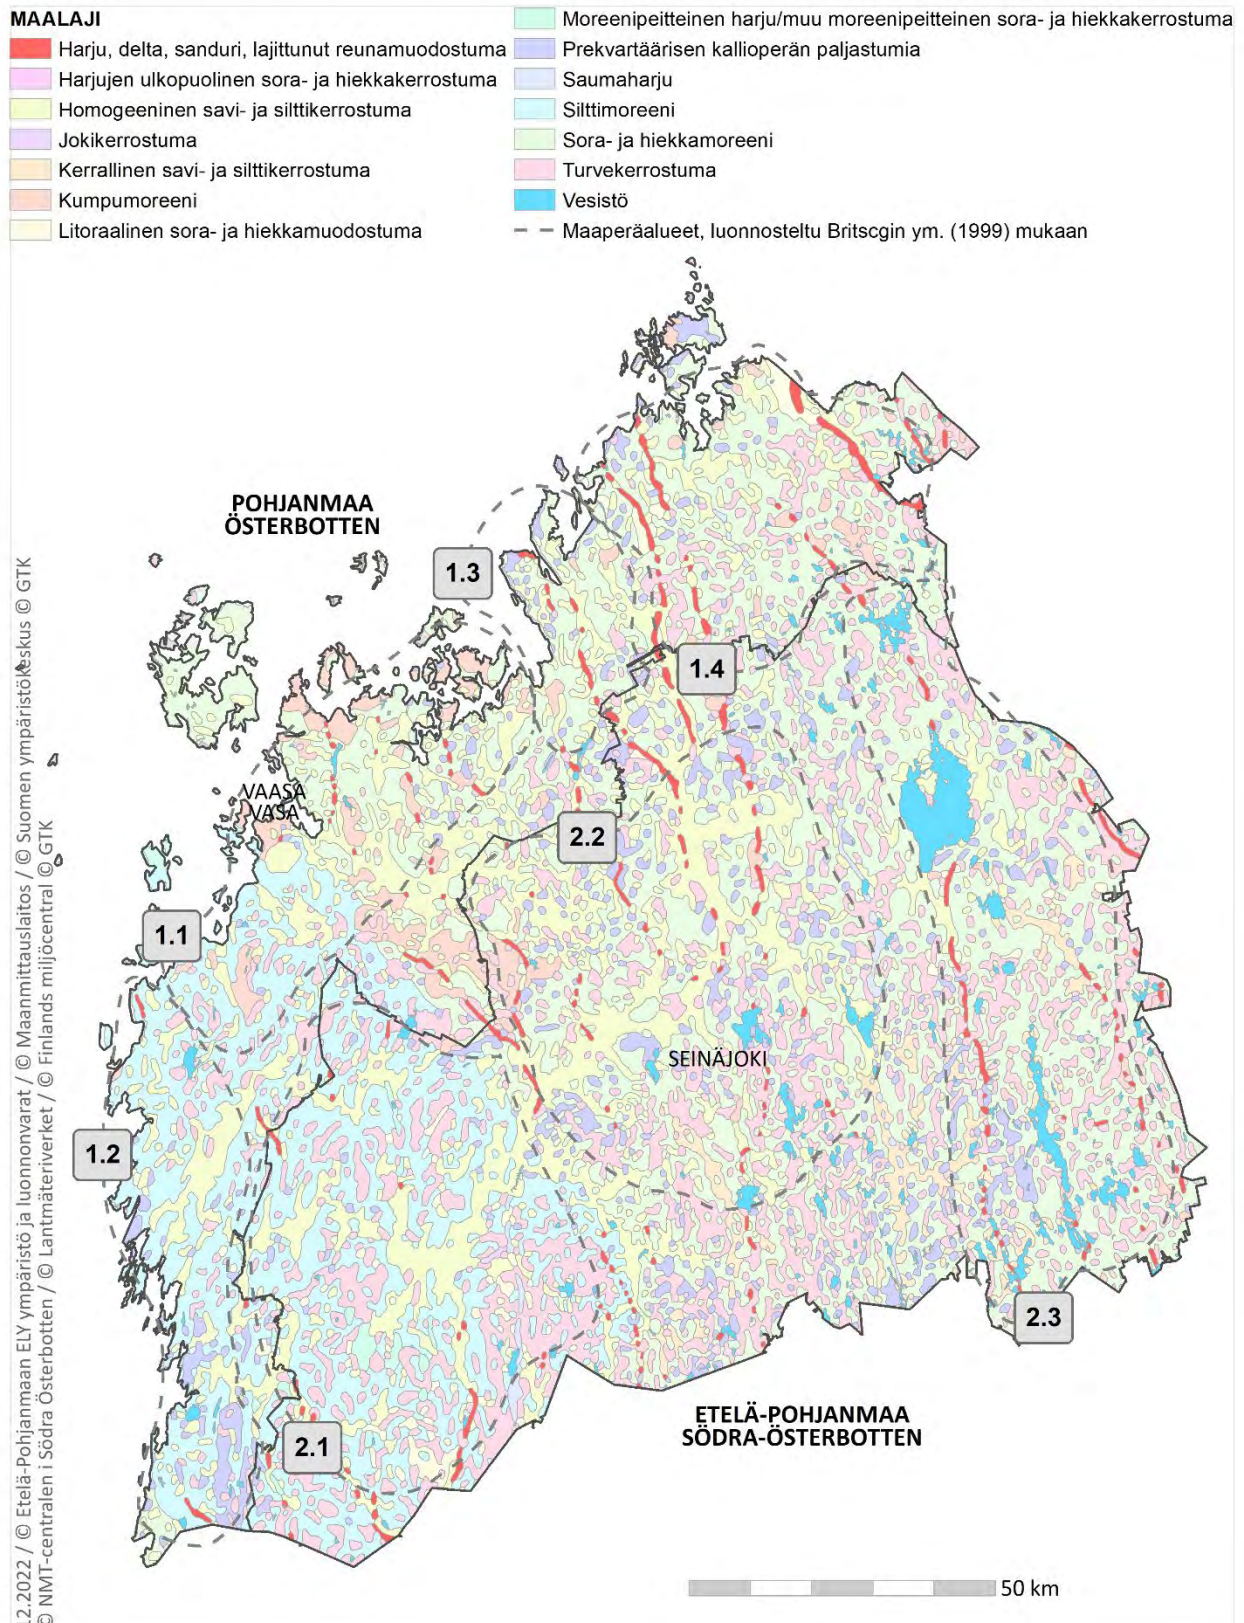 MAALAJI
Harju, delta, sanduri, lajittunut reunamuodostuma
Harjujen ulkopuolinen sora- ja hiekkakerrostuma
Homogeeninen savi- ja silttikerrostuma
Jokikerrostuma
Kerrallinen savi- ja silttikerrostuma
Kumpumoreeni
Litoraalinen sora- ja hiekkamuodostuma
Moreenipeitteinen harju/muu moreenipeitteinen sora- ja hiekkakerrostuma
Prekvartäärisen kallioperän paljastumia
Saumaharju
Silttimoreeni
Sora- ja hiekkamoreeni
Turvekerrostuma
Vesistö
Maaperäalueet, luonnosteltu Britscgin ym. (1999) mukaan
POHJANMAA
ÖSTERBOTTEN
1.3
1.4
VAASA
VASA
2.2
1.1
SEINÄJOKI
1.2
2.3
ETELÄ-POHJANMAA
SÖDRA-ÖSTERBOTTEN
2.1
50 km
12.2022 / © Etelä-Pohjanmaan ELY ympäristö ja luonnonvarat / © Maanmittauslaitos / © Suomen ympäristökeskus © GTK
© NMT-centralen i Södra Österbotten / © Lantmäteriverket / © Finlands miljöcentral © GTK